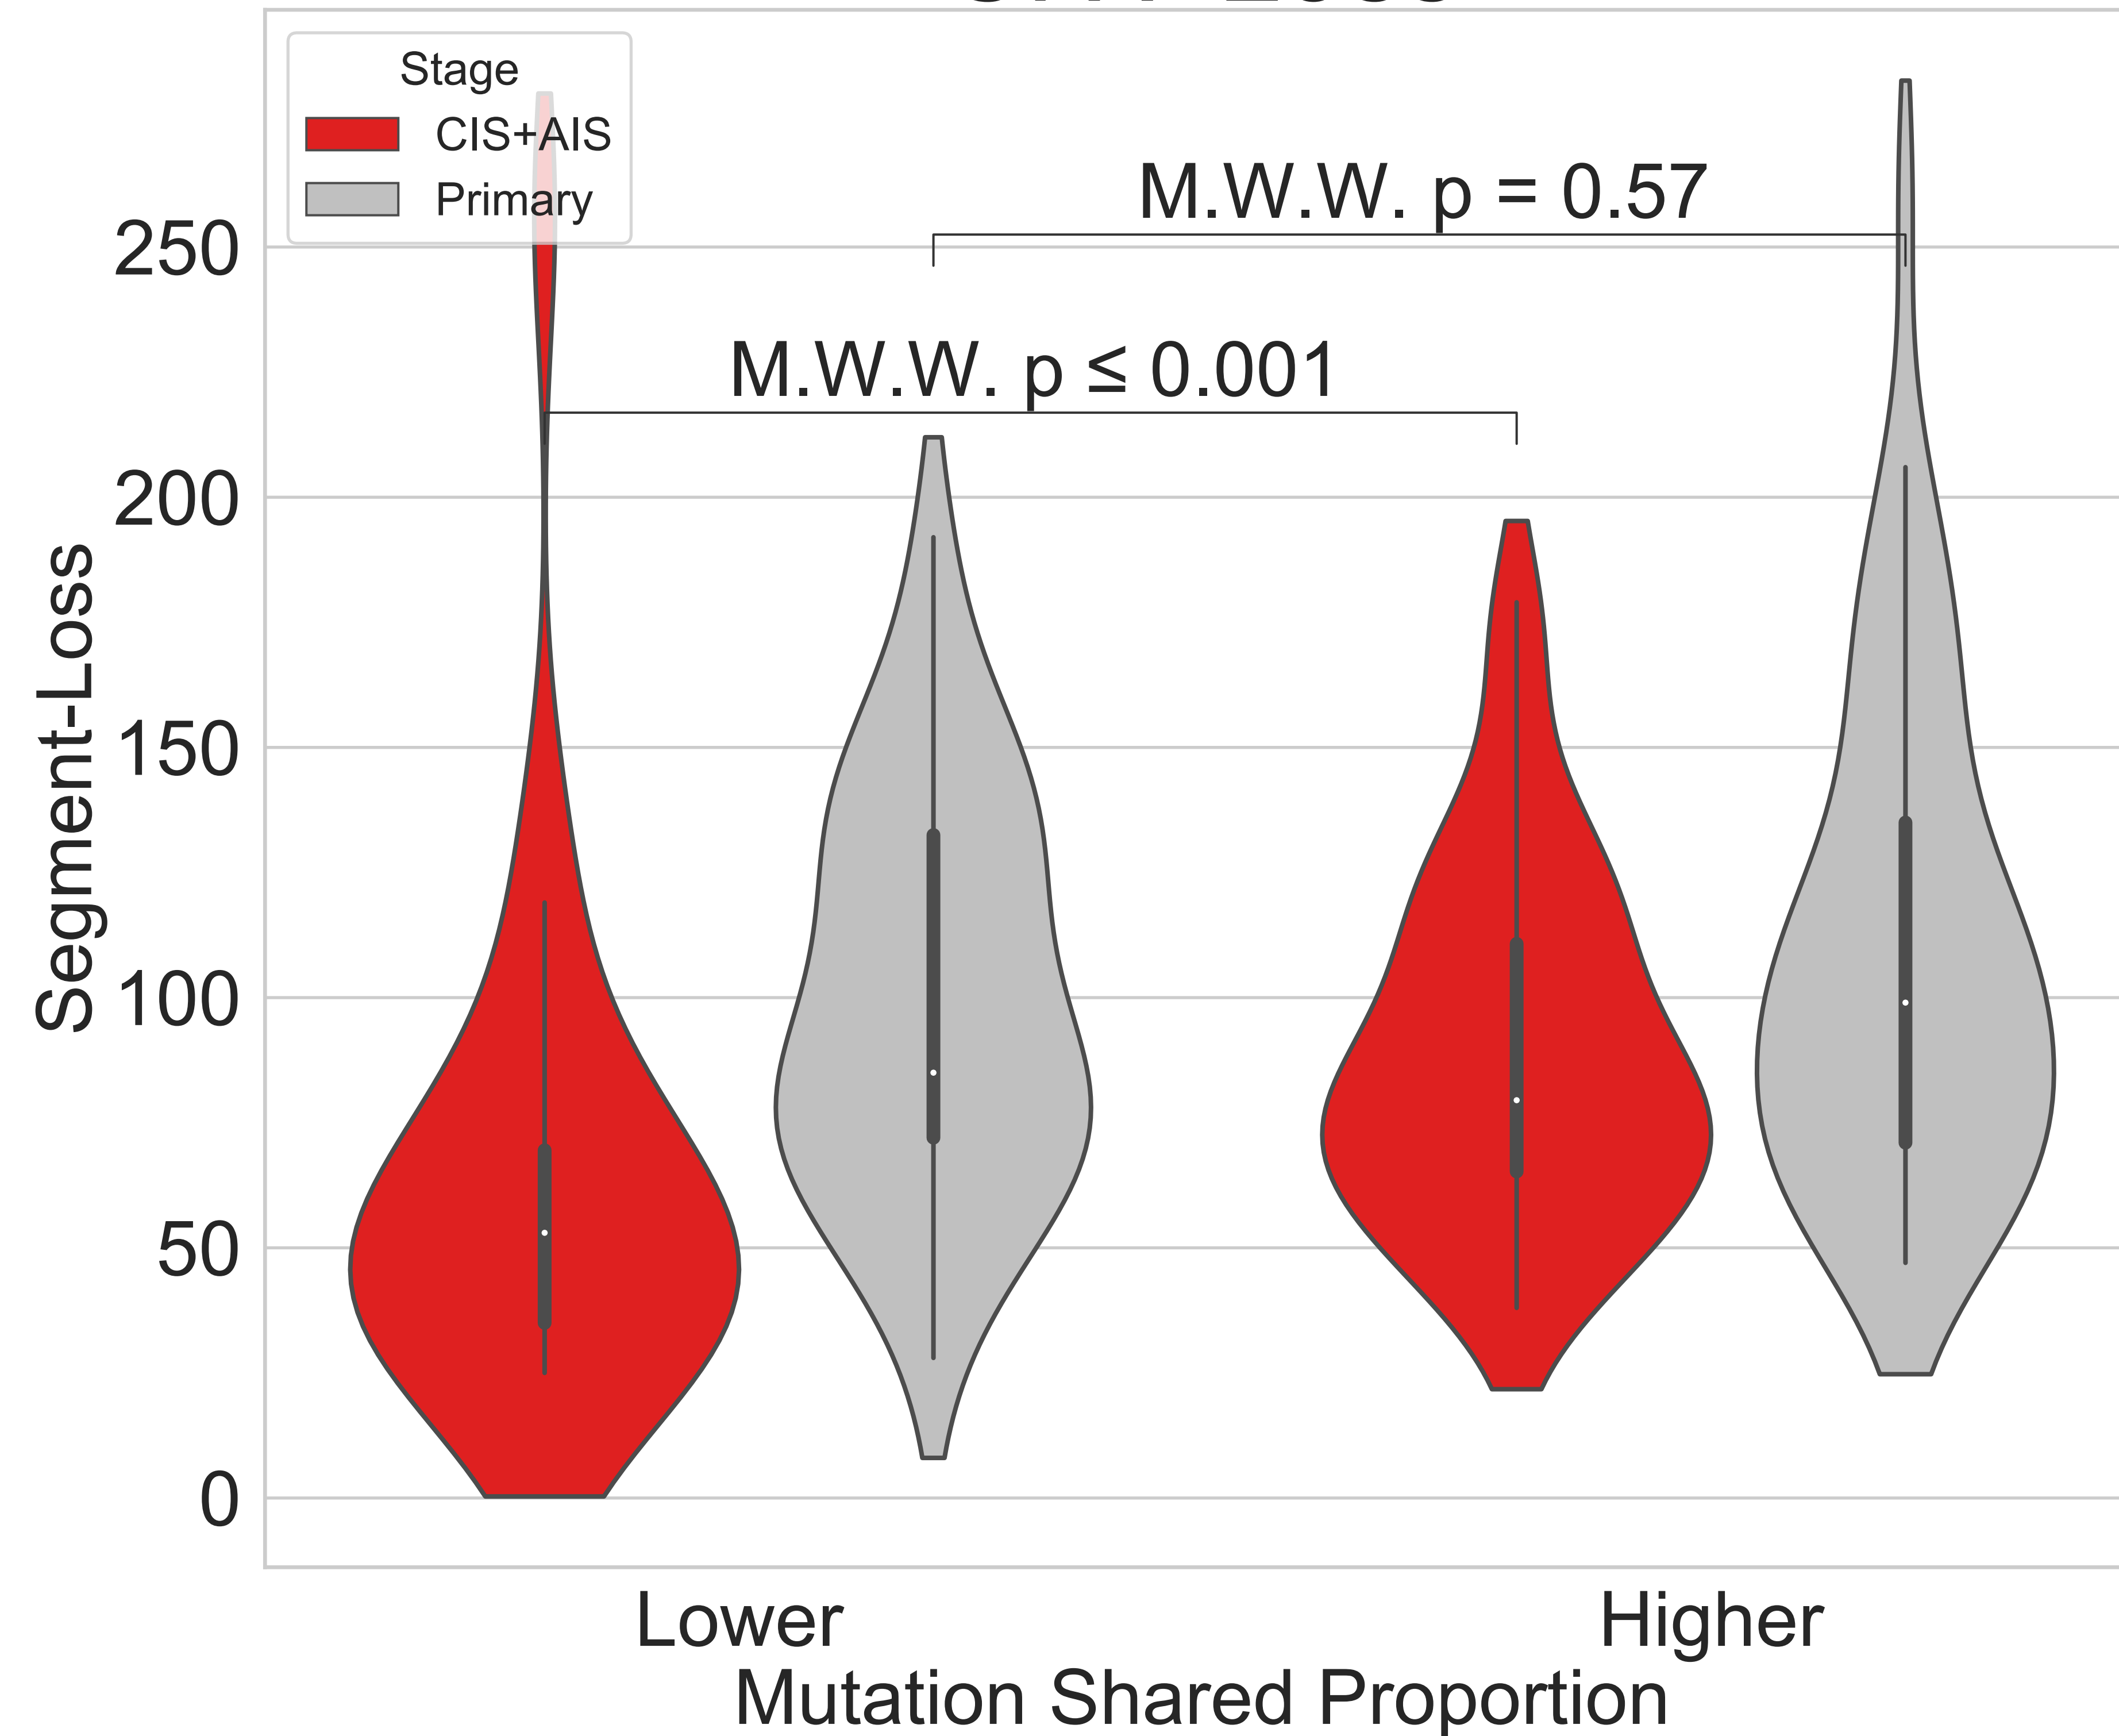 Stage
CIS+AIS
Primary
M.W.W. p = 0.57
M.W.W. p ≤ 0.001
250
200
150
100
50
0
Segment-Loss
Lower
Higher
Mutation Shared Proportion